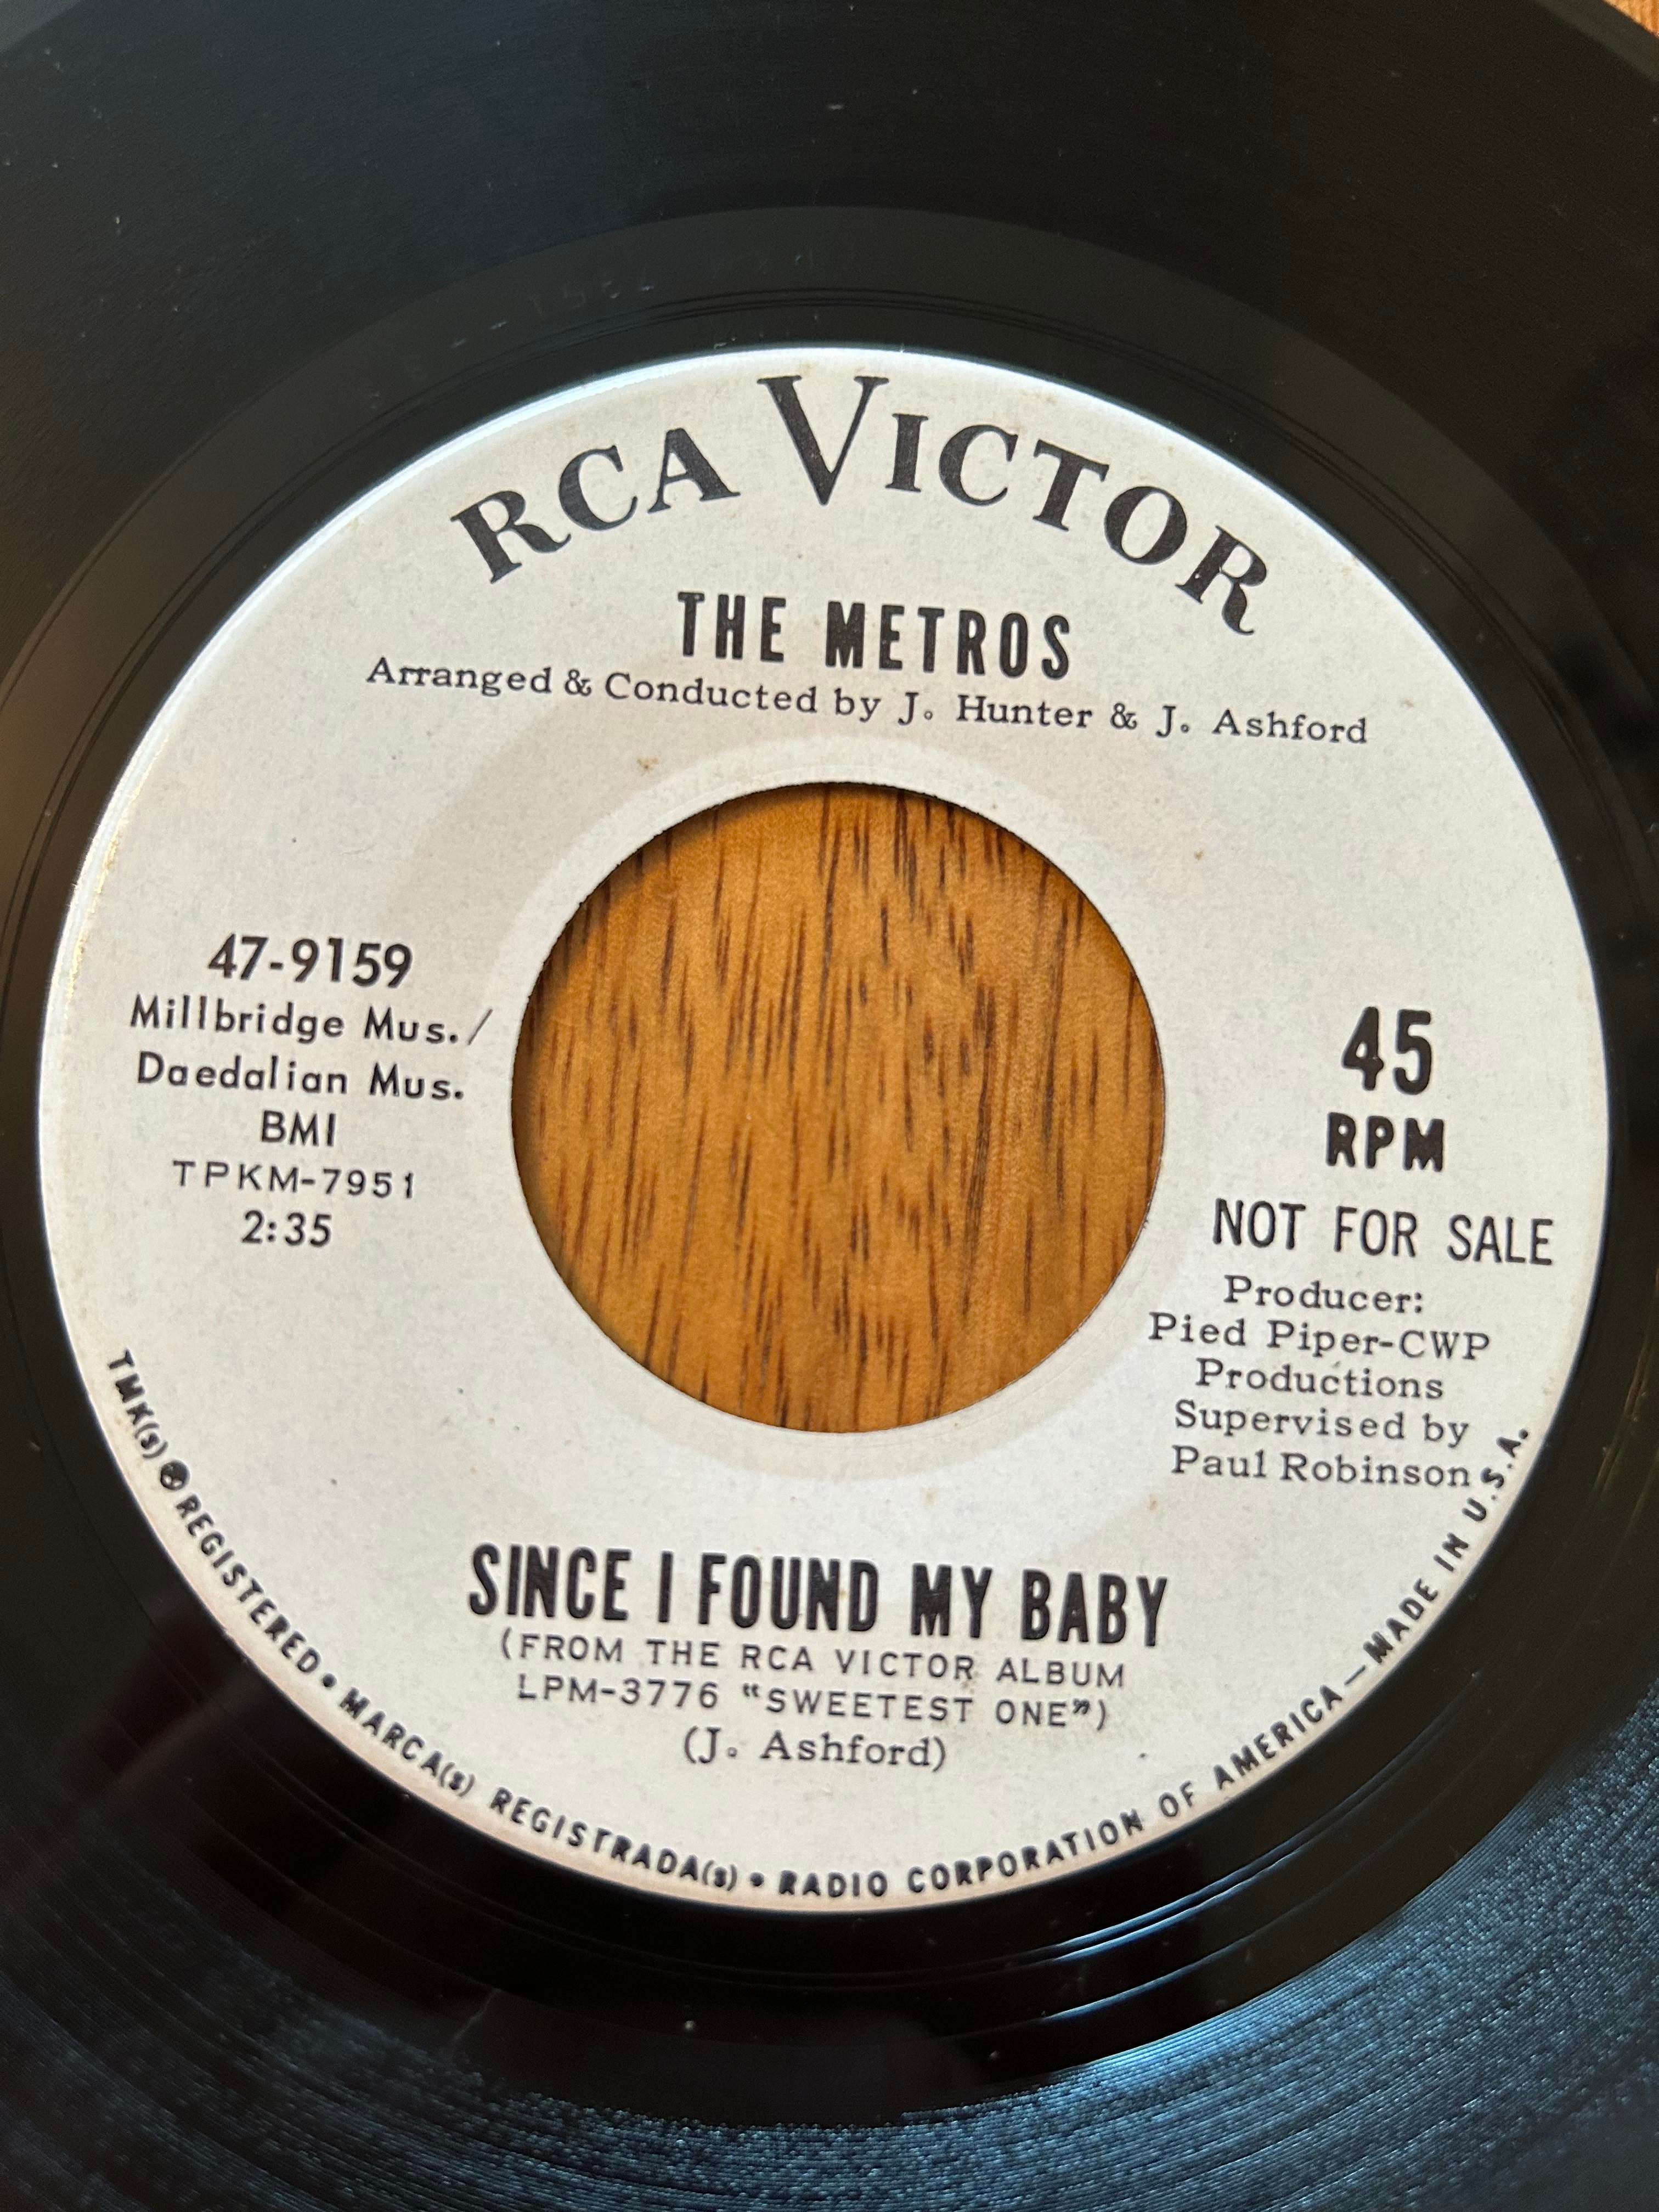 RCA VICTOR
THE METROS
Arranged & Conducted by J. Hunter & J. Ashford
47-9159
Millbridge Mus./
Daedalian Mus.
BMI
TPKM-7951
2:35
45
RPM
NOT FOR SALE
Producer:
Pied Piper-CWP
Productions
Supervised by
Paul Robinson
SINCE I FOUND MY BABY
(FROM THE RCA VICTOR ALBUM
LPM-3776 "SWEETEST ONE")
(J. Ashford)
TMK(s) ® REGISTERED • MARCA(s) REGISTRADA(s) • RADIO CORPORATION OF AMERICA — MADE IN U.S.A.